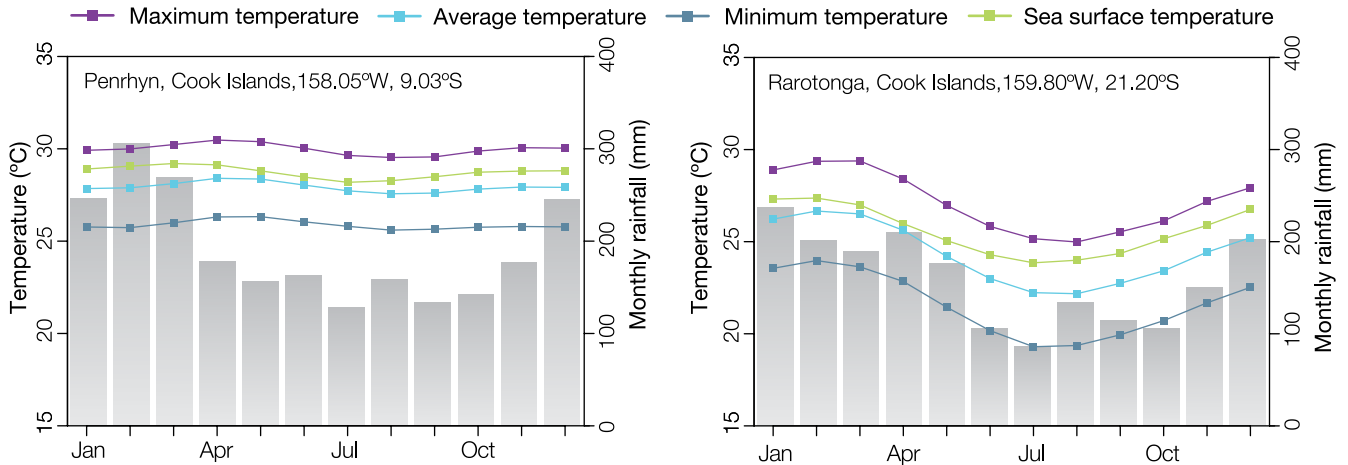 Maximum temperature Average temperature Minimum temperature Sea surface temperature
Penrhyn, Cook Islands,158.05ºW, 9.03ºS
Temperature (ºC)
35
30
25
20
15
Monthly rainfall (mm)
400
300
200
100
0
Jan Apr Jul Oct
Rarotonga, Cook Islands,159.80ºW, 21.20ºS
Temperature (ºC)
35
30
25
20
15
Monthly rainfall (mm)
400
300
200
100
0
Jan Apr Jul Oct